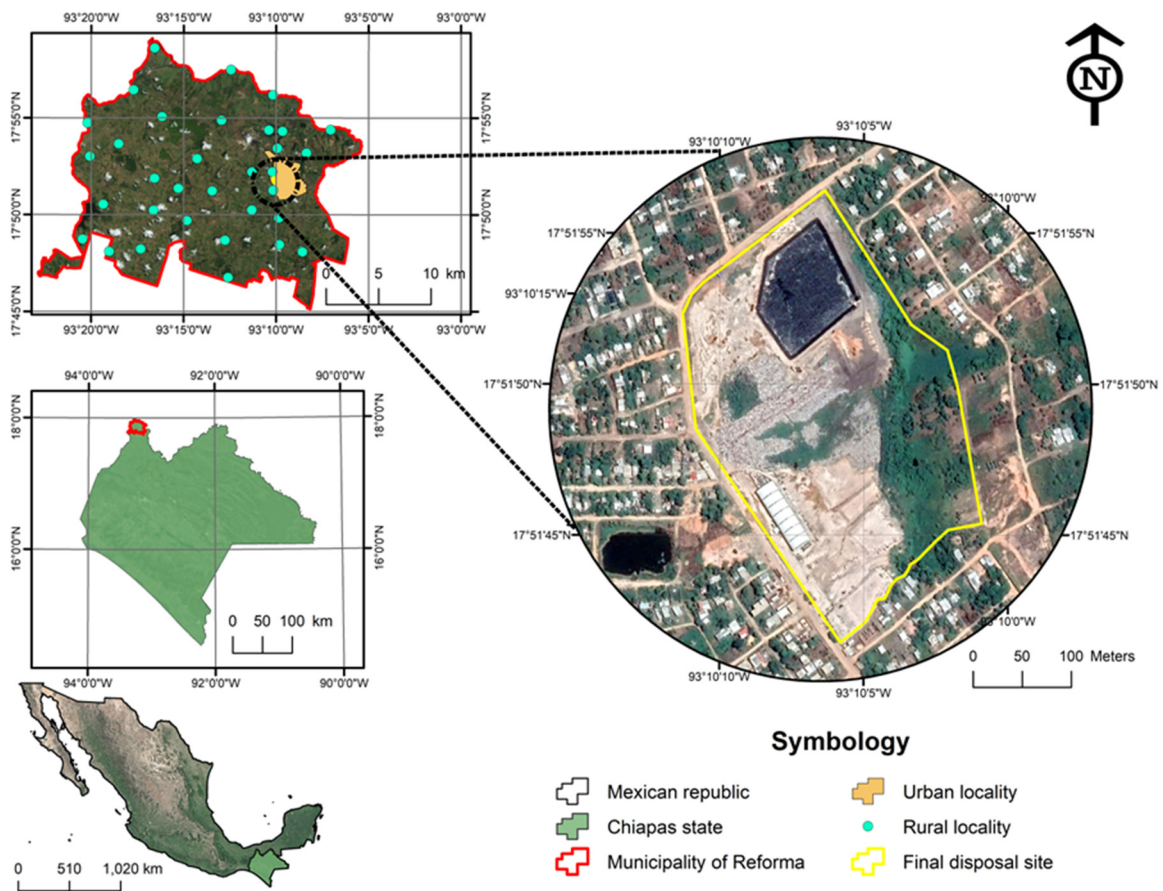 93°20'0"W 93°15'0"W 93°10'0"W 93°5'0"W 93°0'0"W
17°55'0"N 17°55'0"N
17°50'0"N 17°50'0"N
17°45'0"N 17°45'0"N
0 5 10 km
93°20'0"W 93°15'0"W 93°10'0"W 93°5'0"W 93°0'0"W
N
93°10'5"W
93°10'10"W
17°51'55"N 17°51'55"N
93°10'15"W
17°51'50"N 17°51'50"N
17°51'45"N 17°51'45"N
93°10'0"W
93°10'10"W 93°10'5"W
0 50 100 Meters
94°0'0"W 92°0'0"W 90°0'0"W
18°0'0"N 18°0'0"N
16°0'0"N 16°0'0"N
0 50 100 km
94°0'0"W 92°0'0"W 90°0'0"W
0 510 1,020 km
Symbology
Mexican republic
Chiapas state
Municipality of Reforma
Urban locality
Rural locality
Final disposal site